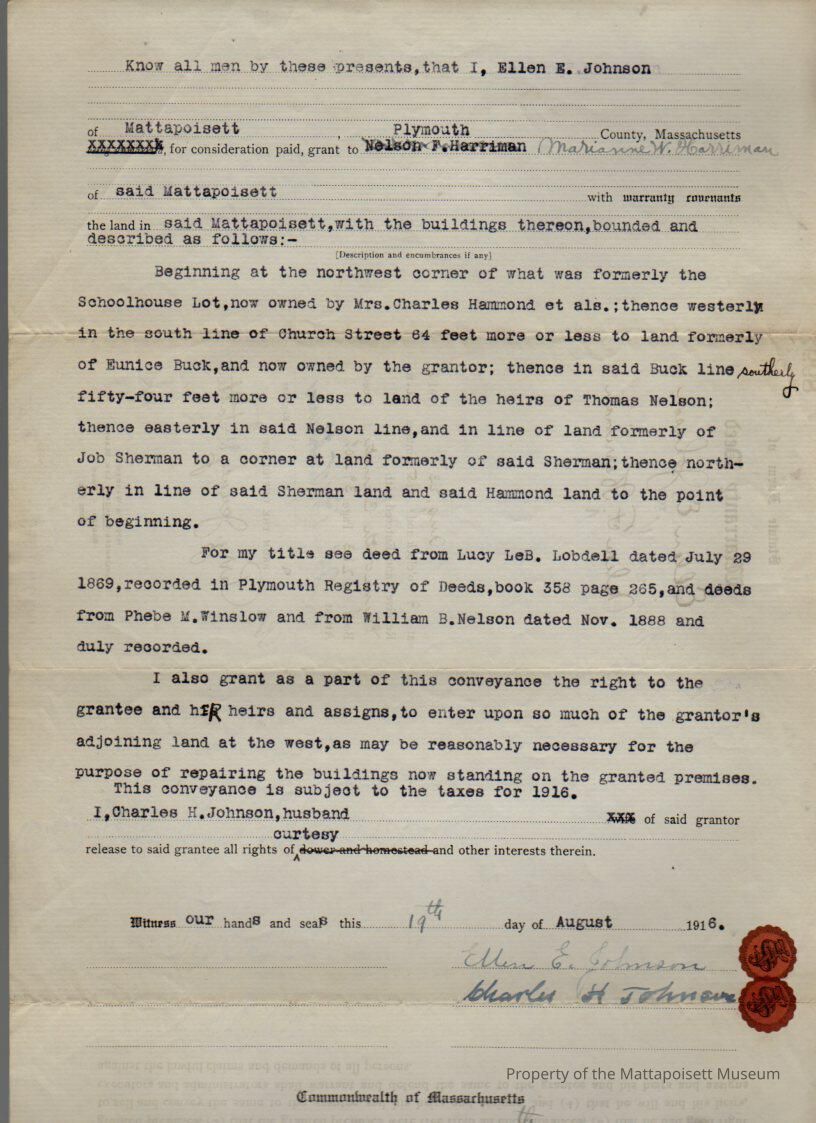 Know all men by these presents,that I, Ellen E. Johnson
of Mattapoisett , Plymouth County, Massachusetts
XXXXXXXX, for consideration paid, grant to Nelson F.Harriman Marianne W. Harriman
of said Mattapoisett with warranty covenants
the land in said Mattapoisett,with the buildings thereon,bounded and
described as follows:-
[Description and encumbrances if any]
Beginning at the northwest corner of what was formerly the
Schoolhouse Lot,now owned by Mrs.Charles Hammond et als.;thence westerly
in the south line of Church Street 64 feet more or less to land formerly
of Eunice Buck,and now owned by the grantor; thence in said Buck line southerly
fifty-four feet more or less to land of the heirs of Thomas Nelson;
thence easterly in said Nelson line,and in line of land formerly of
Job Sherman to a corner at land formerly of said Sherman;thence north-
erly in line of said Sherman land and said Hammond land to the point
of beginning.
For my title see deed from Lucy LeB. Lobdell dated July 29
1869,recorded in Plymouth Registry of Deeds,book 358 page 265,and deeds
from Phebe M.Winslow and from William B.Nelson dated Nov. 1888 and
duly recorded.
I also grant as a part of this conveyance the right to the
grantee and her heirs and assigns,to enter upon so much of the grantor's
adjoining land at the west,as may be reasonably necessary for the
purpose of repairing the buildings now standing on the granted premises.
This conveyance is subject to the taxes for 1916.
I,Charles H.Johnson,husband XXX of said grantor
curtesy
release to said grantee all rights of dower and homestead and other interests therein.
Witness our hands and seals this 19th day of August 1916.
Ellen E. Johnson
Charles H Johnson
Property of the Mattapoisett Museum
Commonwealth of Massachusetts